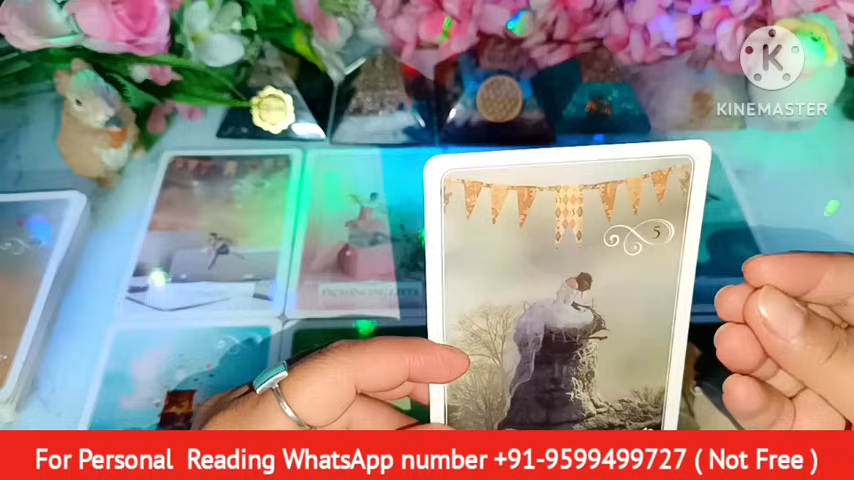 K
KINEMASTER
5
For Personal Reading WhatsApp number +91-9599499727 ( Not Free )